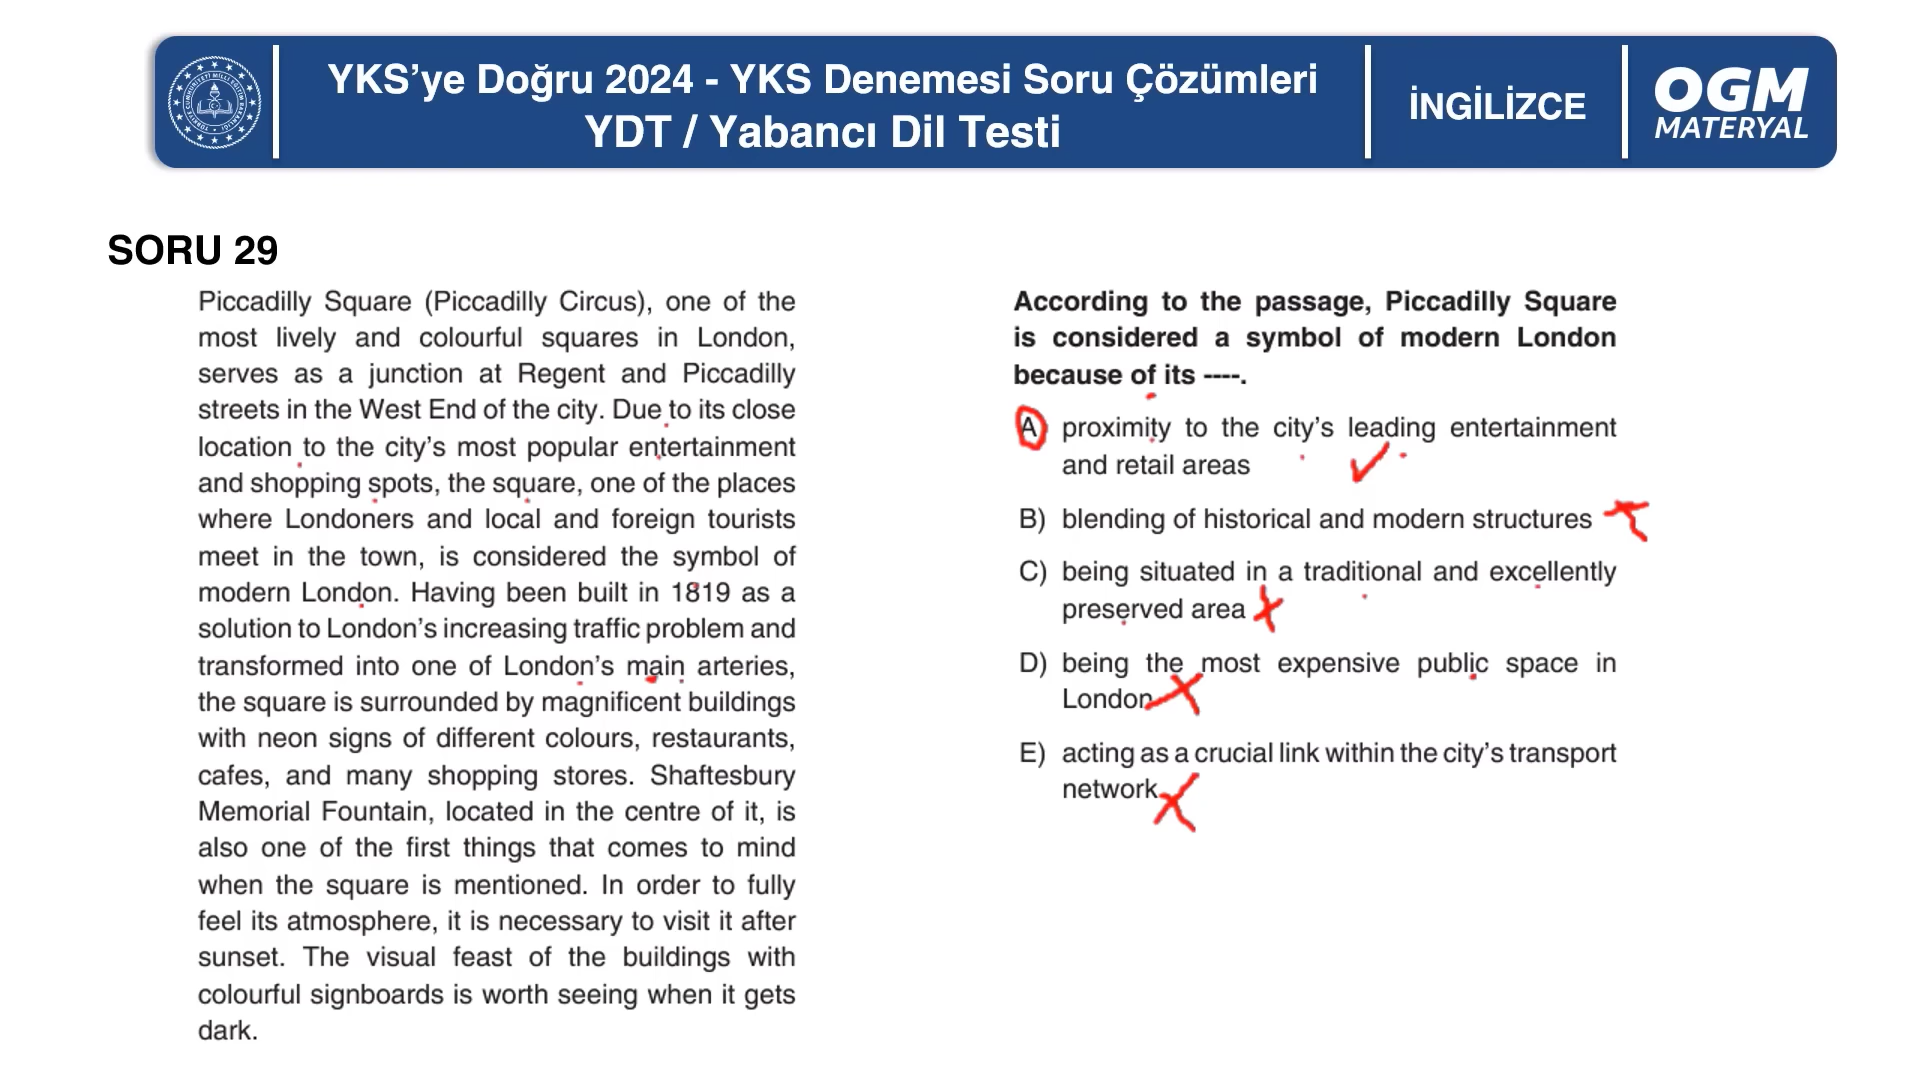 YKS'ye Doğru 2024 - YKS Denemesi Soru Çözümleri
YDT / Yabancı Dil Testi
İNGİLİZCE
OGM
MATERYAL
SORU 29
Piccadilly Square (Piccadilly Circus), one of the
most lively and colourful squares in London,
serves as a junction at Regent and Piccadilly
streets in the West End of the city. Due to its close
location to the city's most popular entertainment
and shopping spots, the square, one of the places
where Londoners and local and foreign tourists
meet in the town, is considered the symbol of
modern London. Having been built in 1819 as a
solution to London's increasing traffic problem and
transformed into one of London's main arteries,
the square is surrounded by magnificent buildings
with neon signs of different colours, restaurants,
cafes, and many shopping stores. Shaftesbury
Memorial Fountain, located in the centre of it, is
also one of the first things that comes to mind
when the square is mentioned. In order to fully
feel its atmosphere, it is necessary to visit it after
sunset. The visual feast of the buildings with
colourful signboards is worth seeing when it gets
dark.
According to the passage, Piccadilly Square
is considered a symbol of modern London
because of its ----.
A) proximity to the city's leading entertainment
and retail areas
B) blending of historical and modern structures
C) being situated in a traditional and excellently
preserved area
D) being the most expensive public space in
London
E) acting as a crucial link within the city's transport
network